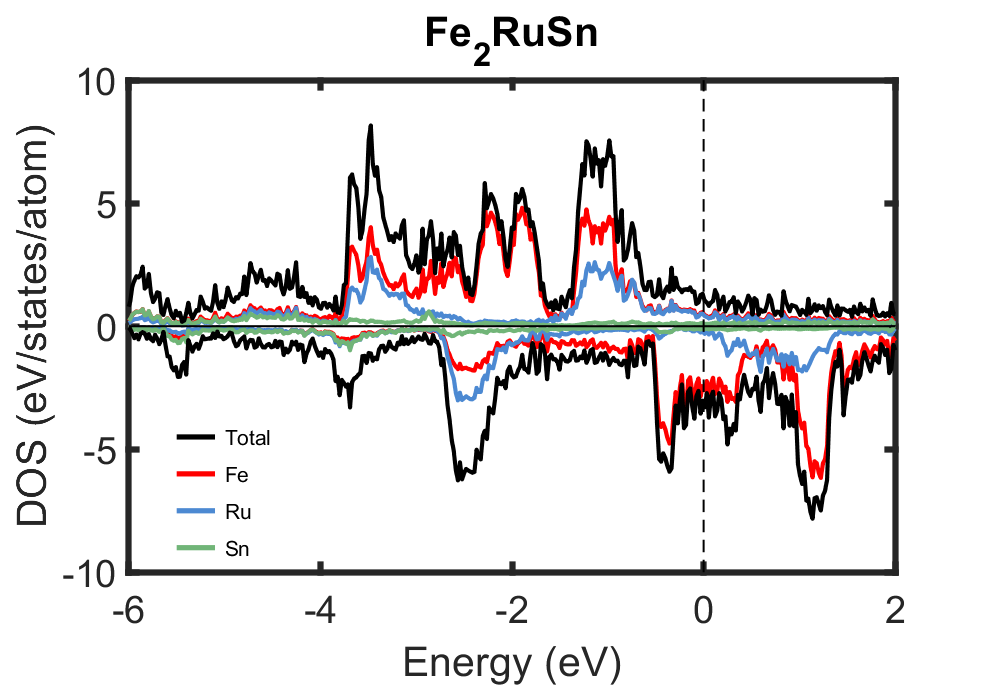 Fe₂RuSn
10
5
0
-5
-10
DOS (eV/states/atom)
Total
Fe
Ru
Sn
-6 -4 -2 0 2
Energy (eV)